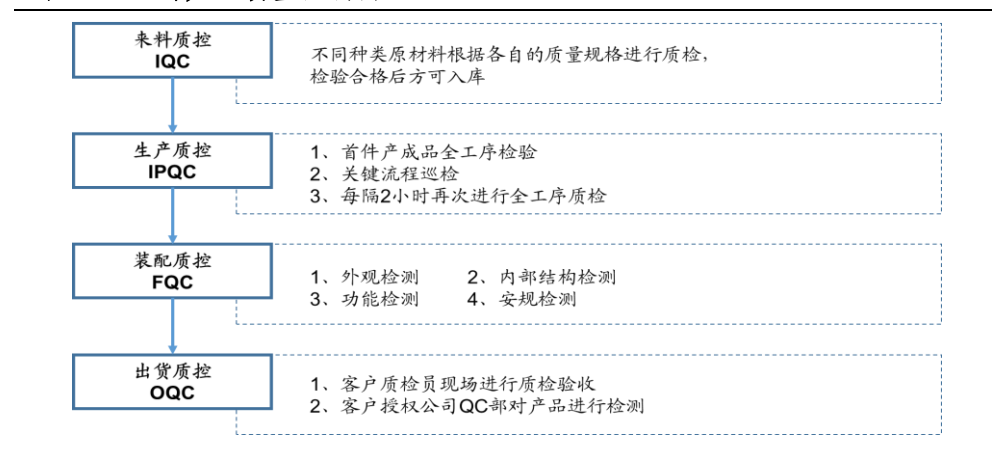 来料质控
IQC
不同种类原材料根据各自的质量规格进行质检，
检验合格后方可入库
生产质控
IPQC
1、首件产成品全工序检验
2、关键流程巡检
3、每隔2小时再次进行全工序质检
装配质控
FQC
1、外观检测 2、内部结构检测
3、功能检测 4、安规检测
出货质控
OQC
1、客户质检员现场进行质检验收
2、客户授权公司QC部对产品进行检测